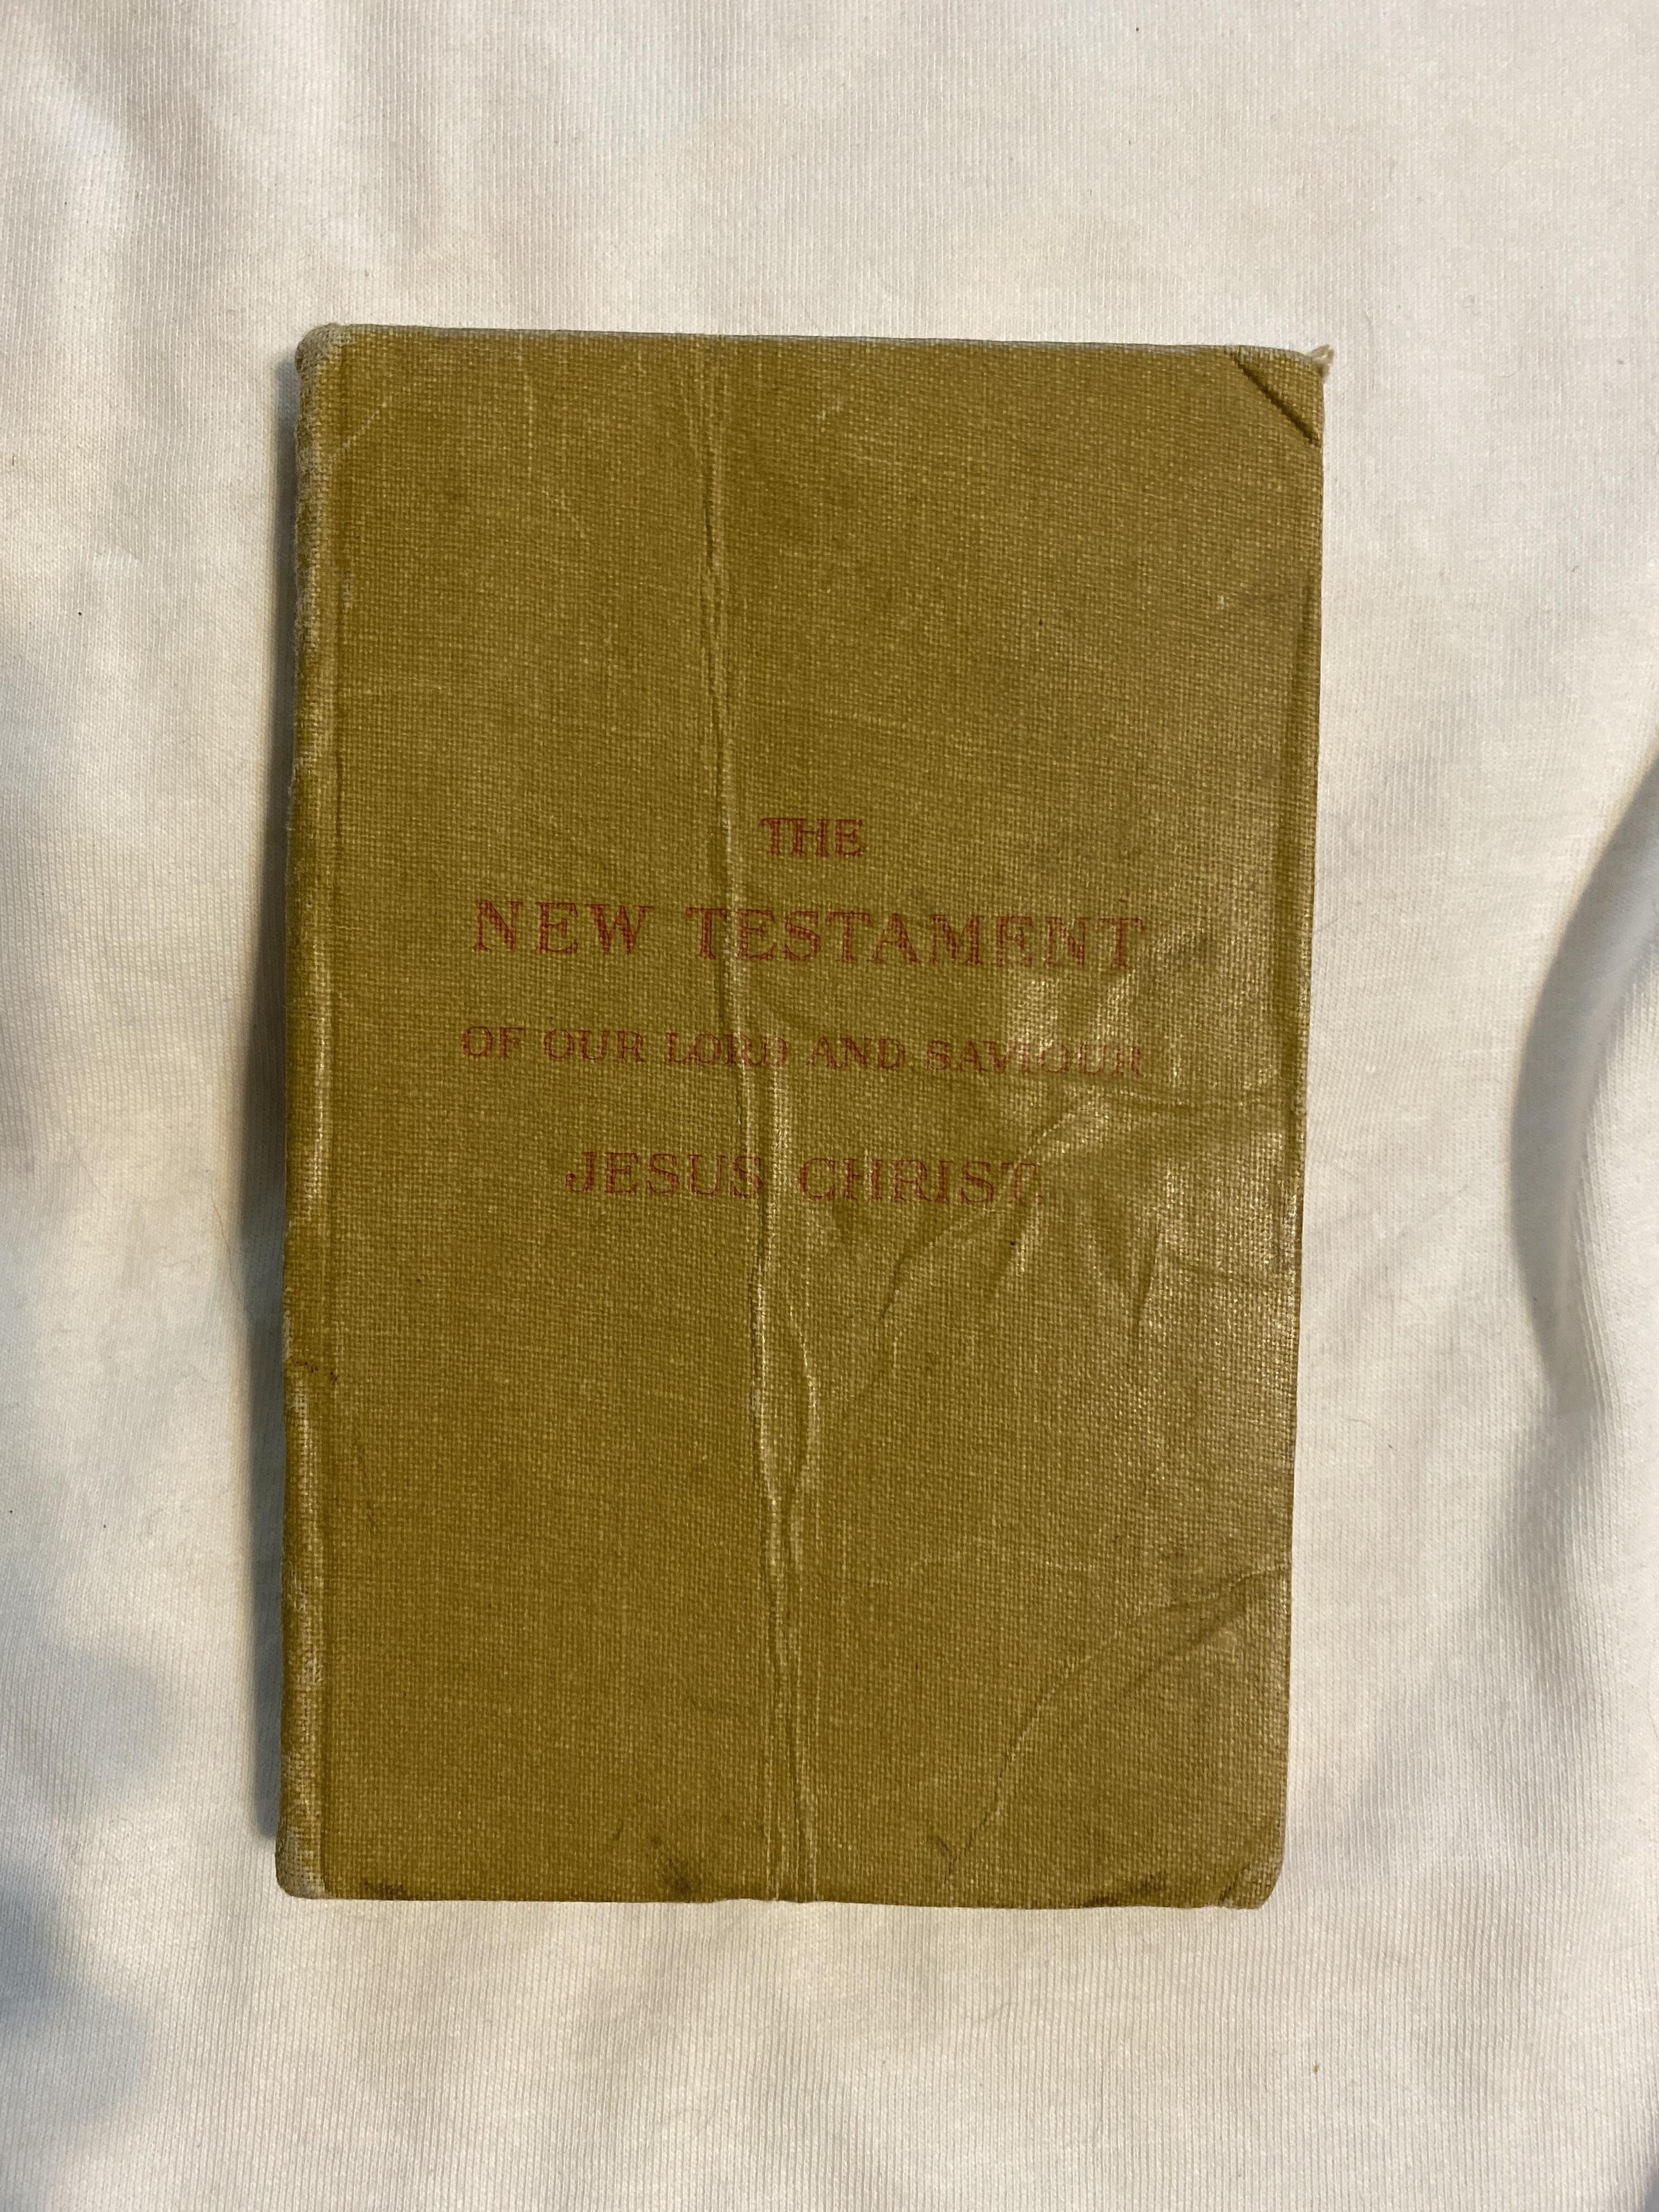 THE
NEW TESTAMENT
OF OUR LORD AND SAVIOUR
JESUS CHRIST.